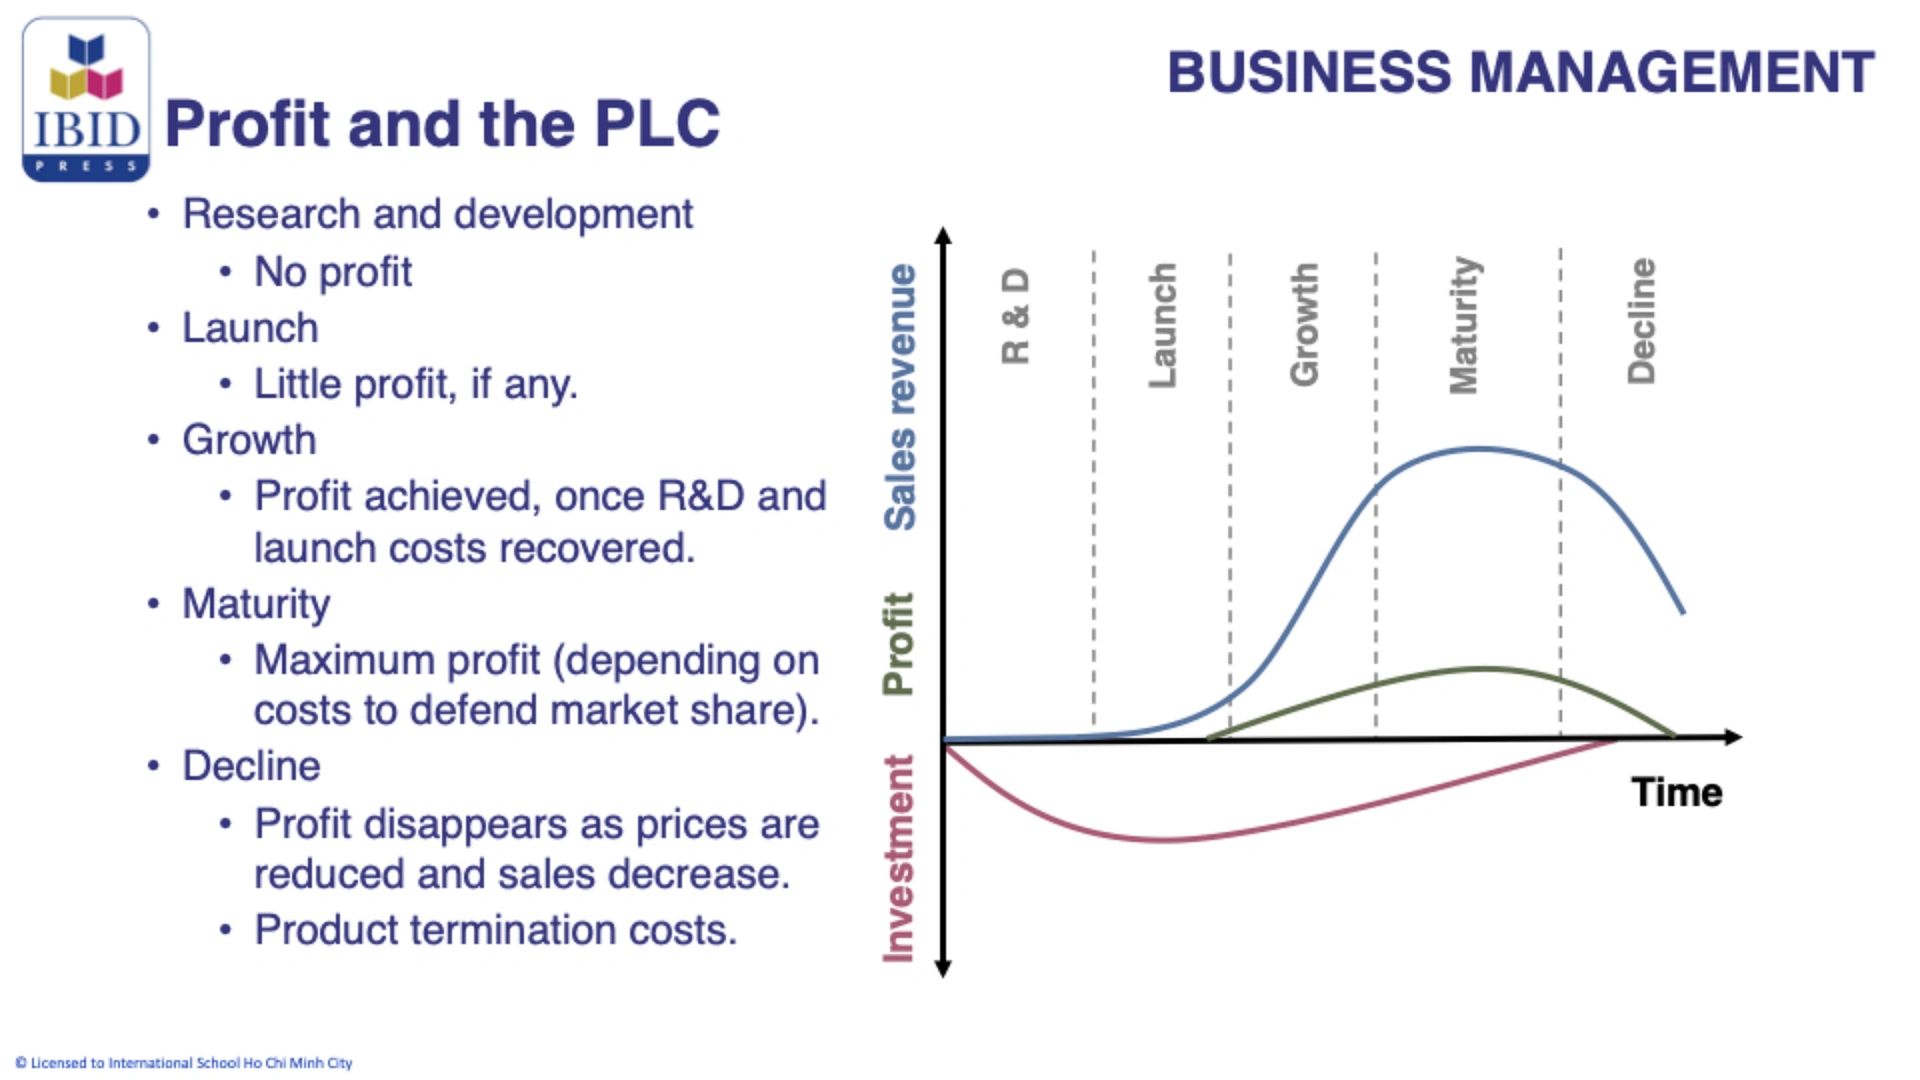 IBID
PRESS
BUSINESS MANAGEMENT
Profit and the PLC
• Research and development
• No profit
• Launch
• Little profit, if any.
• Growth
• Profit achieved, once R&D and
launch costs recovered.
• Maturity
• Maximum profit (depending on
costs to defend market share).
• Decline
• Profit disappears as prices are
reduced and sales decrease.
• Product termination costs.
Sales revenue
Profit
Investment
R & D
Launch
Growth
Maturity
Decline
Time
© Licensed to International School Ho Chi Minh City